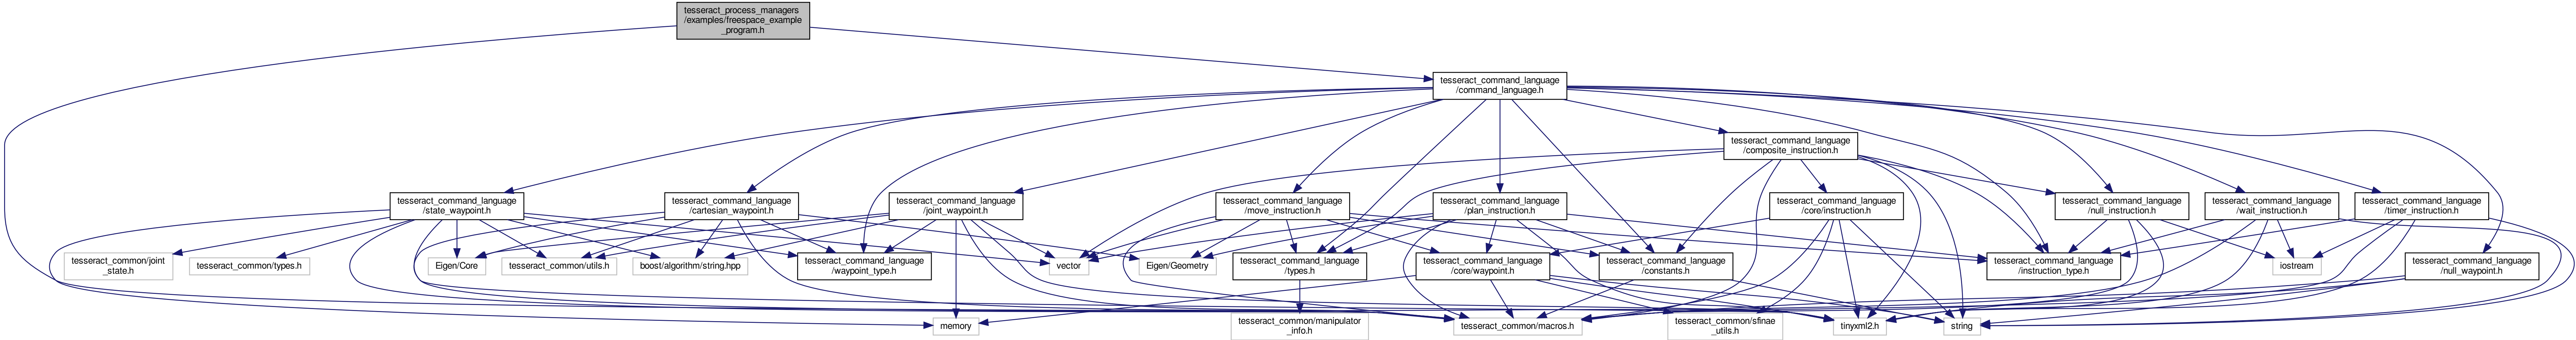 tesseract_process_managers
/examples/freespace_example
_program.h
tesseract_command_language
/command_language.h
tesseract_command_language
/composite_instruction.h
tesseract_command_language
/state_waypoint.h
tesseract_command_language
/cartesian_waypoint.h
tesseract_command_language
/joint_waypoint.h
tesseract_command_language
/move_instruction.h
tesseract_command_language
/plan_instruction.h
tesseract_command_language
/core/instruction.h
tesseract_command_language
/null_instruction.h
tesseract_command_language
/wait_instruction.h
tesseract_command_language
/timer_instruction.h
tesseract_common/joint
_state.h
tesseract_common/types.h
Eigen/Core
tesseract_common/utils.h
boost/algorithm/string.hpp
tesseract_command_language
/waypoint_type.h
vector
Eigen/Geometry
tesseract_command_language
/types.h
tesseract_command_language
/core/waypoint.h
tesseract_command_language
/constants.h
tesseract_command_language
/instruction_type.h
iostream
tesseract_command_language
/null_waypoint.h
memory
tesseract_common/manipulator
_info.h
tesseract_common/macros.h
tesseract_common/sfinae
_utils.h
tinyxml2.h
string